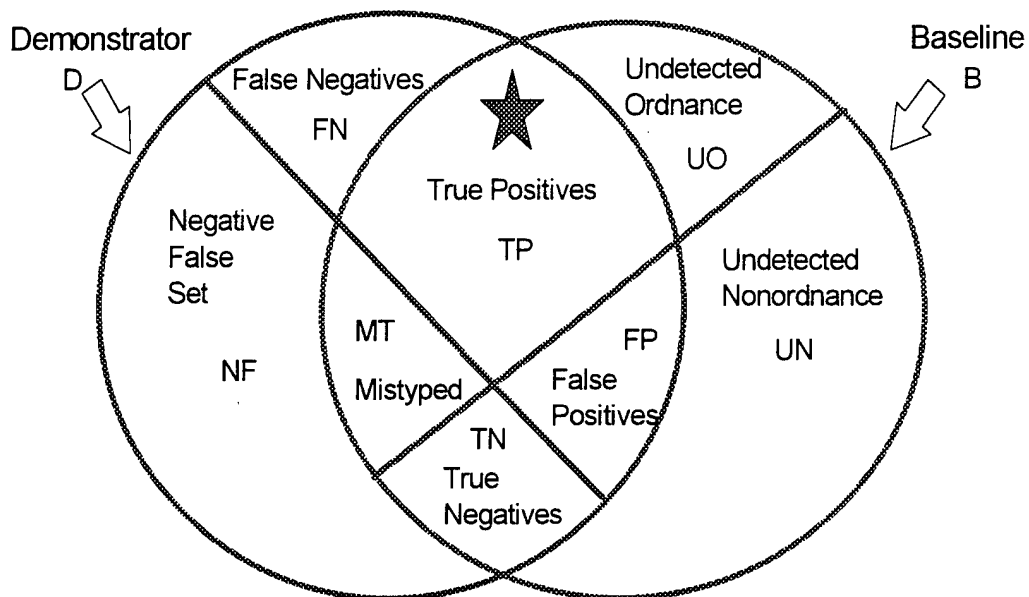 Demonstrator
D
Baseline
B
False Negatives
FN
Undetected
Ordnance
UO
True Positives
TP
Negative
False
Set
NF
Undetected
Nonordnance
UN
MT
Mistyped
FP
False
Positives
TN
True
Negatives